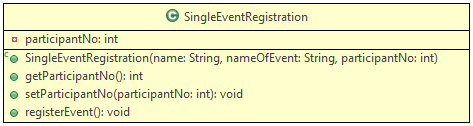 SingleEventRegistration
participantNo: int
SingleEventRegistration(name: String, nameOfEvent: String, participantNo: int)
getParticipantNo(): int
setParticipantNo(participantNo: int): void
registerEvent(): void